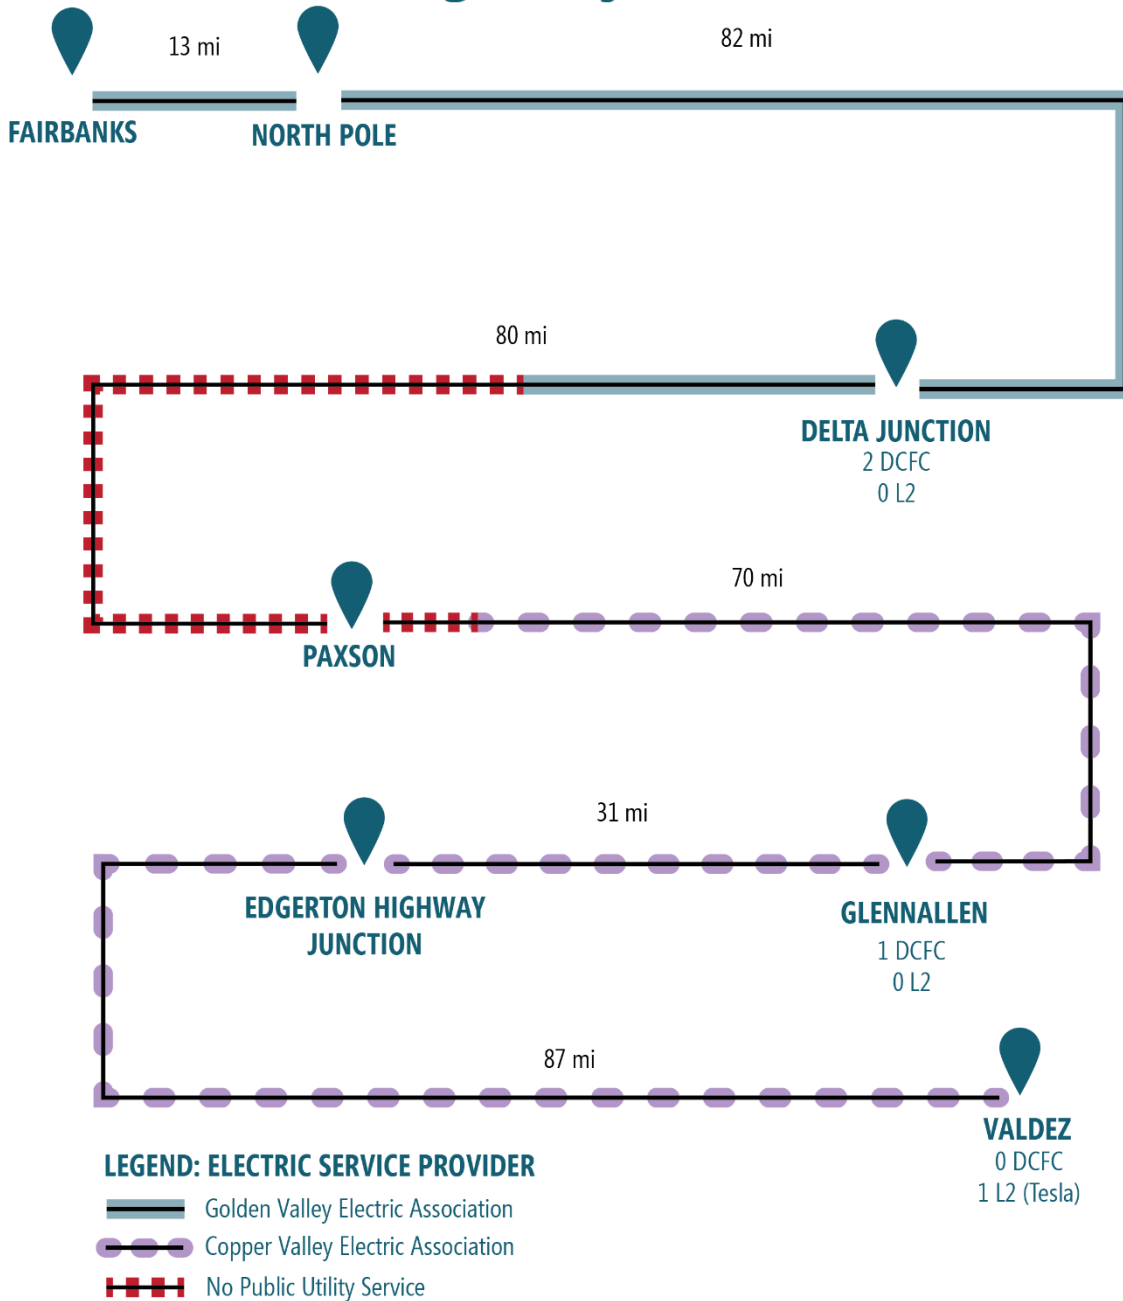 13 mi
82 mi
FAIRBANKS
NORTH POLE
80 mi
DELTA JUNCTION
2 DCFC
0 L2
70 mi
PAXSON
31 mi
EDGERTON HIGHWAY
JUNCTION
GLENNALLEN
1 DCFC
0 L2
87 mi
VALDEZ
0 DCFC
1 L2 (Tesla)
LEGEND: ELECTRIC SERVICE PROVIDER
Golden Valley Electric Association
Copper Valley Electric Association
No Public Utility Service